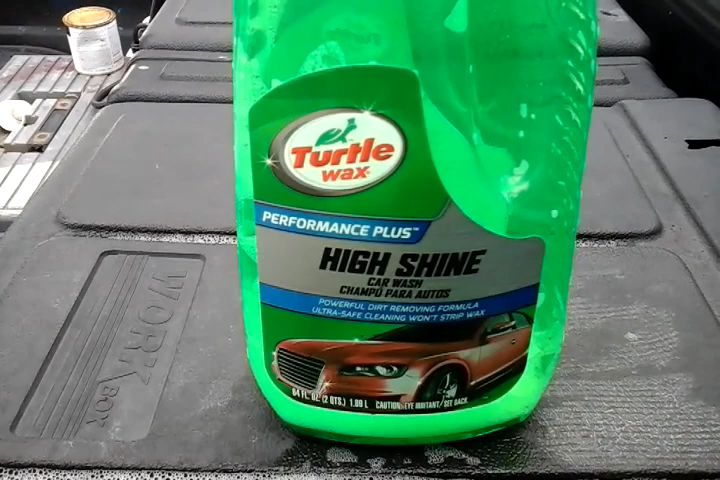 Turtle
wax
PERFORMANCE PLUS™
HIGH SHINE
CAR WASH
CHAMPÚ PARA AUTOS
POWERFUL DIRT REMOVING FORMULA
ULTRA-SAFE CLEANING WON'T STRIP WAX
64 FL. OZ. (2 QTS.) 1.89 L CAUTION: EYE IRRITANT/SEE BACK
WORK
BOX